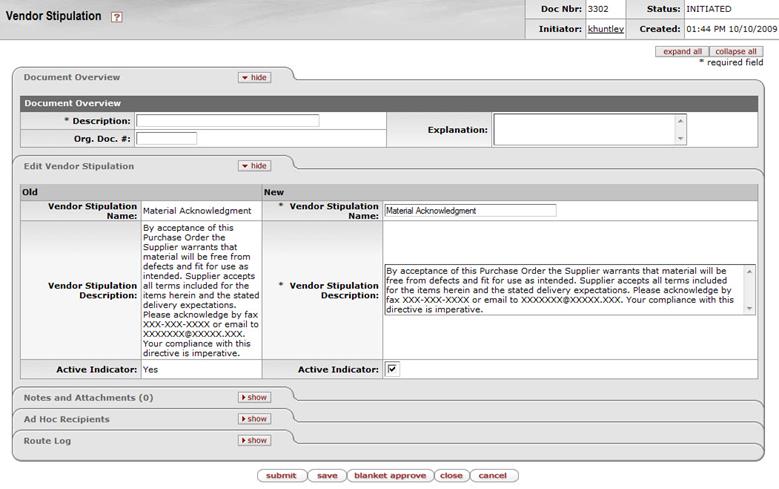 Vendor Stipulation ?
Doc Nbr: 3302 Status: INITIATED
Initiator: khuntley Created: 01:44 PM 10/10/2009
expand all collapse all
* required field
Document Overview hide
Document Overview
* Description: Explanation:
Org. Doc. #:
Edit Vendor Stipulation hide
Old New
Vendor Stipulation Name: Material Acknowledgment
* Vendor Stipulation Name: Material Acknowledgment
Vendor Stipulation Description:
By acceptance of this
Purchase Order the
Supplier warrants that
material will be free from
defects and fit for use as
intended. Supplier accepts
all terms included for the
items herein and the stated
delivery expectations.
Please acknowledge by fax
XXX-XXX-XXXX or email to
XXXXXXX@XXXXX.XXX.
Your compliance with this
directive is imperative.
* Vendor Stipulation Description:
By acceptance of this Purchase Order the Supplier warrants that material will be
free from defects and fit for use as intended. Supplier accepts all terms included
for the items herein and the stated delivery expectations. Please acknowledge by
fax XXX-XXX-XXXX or email to XXXXXXX@XXXXX.XXX. Your compliance with this
directive is imperative.
Active Indicator: Yes Active Indicator:
Notes and Attachments (0) show
Ad Hoc Recipients show
Route Log show
submit save blanket approve close cancel